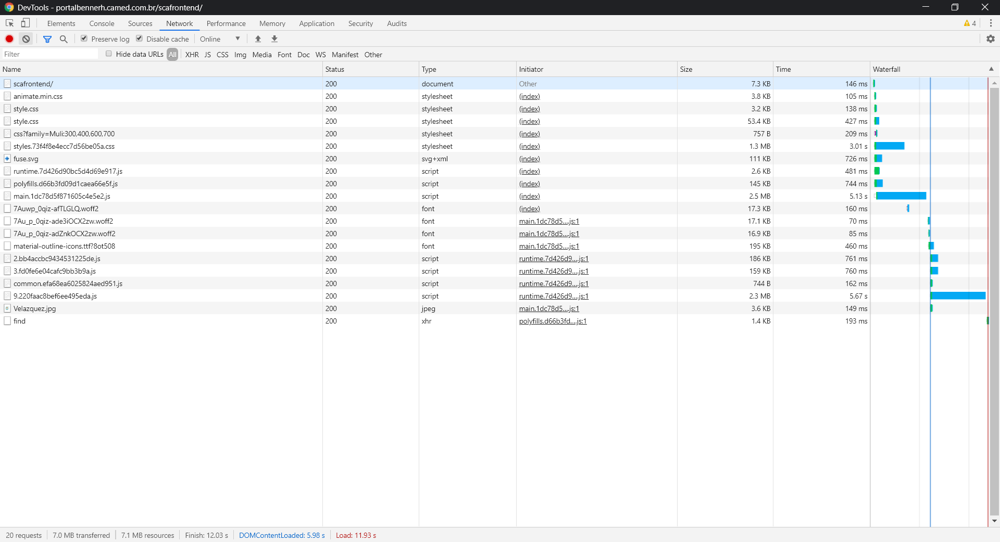 DevTools - portalbennerh.camed.com.br/scafrontend/
Elements Console Sources Network Performance Memory Application Security Audits 4
Preserve log Disable cache Online
Filter Hide data URLs All XHR JS CSS Img Media Font Doc WS Manifest Other
Name Status Type Initiator Size Time Waterfall
scafrontend/ 200 document Other 7.3 KB 146 ms
animate.min.css 200 stylesheet (index) 3.8 KB 105 ms
style.css 200 stylesheet (index) 3.2 KB 138 ms
style.css 200 stylesheet (index) 53.4 KB 427 ms
css?family=Muli:300,400,600,700 200 stylesheet (index) 757 B 209 ms
styles.73f4f8e4ecc7d56be05a.css 200 stylesheet (index) 1.3 MB 3.01 s
fuse.svg 200 svg+xml (index) 111 KB 726 ms
runtime.7d426d90bc5d4d69e917.js 200 script (index) 2.6 KB 481 ms
polyfills.d66b3fd09d1caea66e5f.js 200 script (index) 145 KB 744 ms
main.1dc78d5f871605c4e5e2.js 200 script (index) 2.5 MB 5.13 s
7Auwp_0qiz-afTLGLQ.woff2 200 font (index) 17.3 KB 160 ms
7Au_p_0qiz-ade3iOCX2zw.woff2 200 font main.1dc78d5....js:1 17.1 KB 70 ms
7Au_p_0qiz-adZnkOCX2zw.woff2 200 font main.1dc78d5....js:1 16.9 KB 85 ms
material-outline-icons.ttf?8ot508 200 font main.1dc78d5....js:1 195 KB 460 ms
2.bb4accbc9434531225de.js 200 script runtime.7d426d9....js:1 186 KB 761 ms
3.fd0fe6e04cafc9bb3b9a.js 200 script runtime.7d426d9....js:1 159 KB 760 ms
common.efa68ea6025824aed951.js 200 script runtime.7d426d9....js:1 744 B 162 ms
9.220faac8bef6ee495eda.js 200 script runtime.7d426d9....js:1 2.3 MB 5.67 s
Velazquez.jpg 200 jpeg main.1dc78d5....js:1 3.6 KB 149 ms
find 200 xhr polyfills.d66b3fd....js:1 1.4 KB 193 ms
20 requests 7.0 MB transferred 7.1 MB resources Finish: 12.03 s DOMContentLoaded: 5.98 s Load: 11.93 s